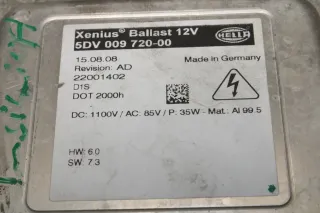 Xenius® Ballast 12V
5DV 009 720-00
HELLA
15.08.08
Made in Germany
Revision: AD
22001402
D1S
DOT 2000h
DC: 1100V / AC: 85V / P: 35W - Mat.: Al 99.5
HW: 6.0
SW: 7.3